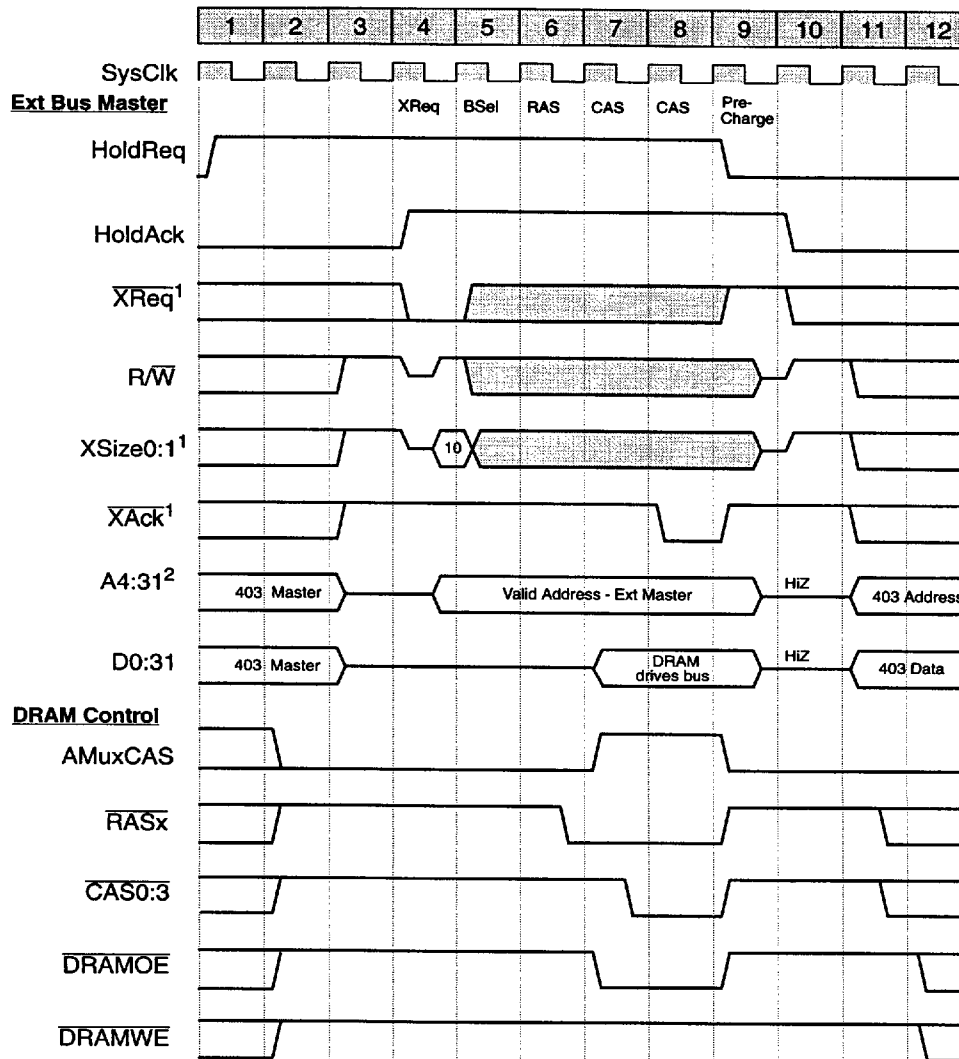 1 2 3 4 5 6 7 8 9 10 11 12
SysClk
Ext Bus Master XReq BSel RAS CAS CAS Pre-
Charge
HoldReq
HoldAck
XReq¹
R/W
XSize0:1¹ 10
XAck¹
A4:31² 403 Master Valid Address - Ext Master HiZ 403 Address
D0:31 403 Master DRAM
drives bus HiZ 403 Data
DRAM Control
AMuxCAS
RASx
CAS0:3
DRAMOE
DRAMWE